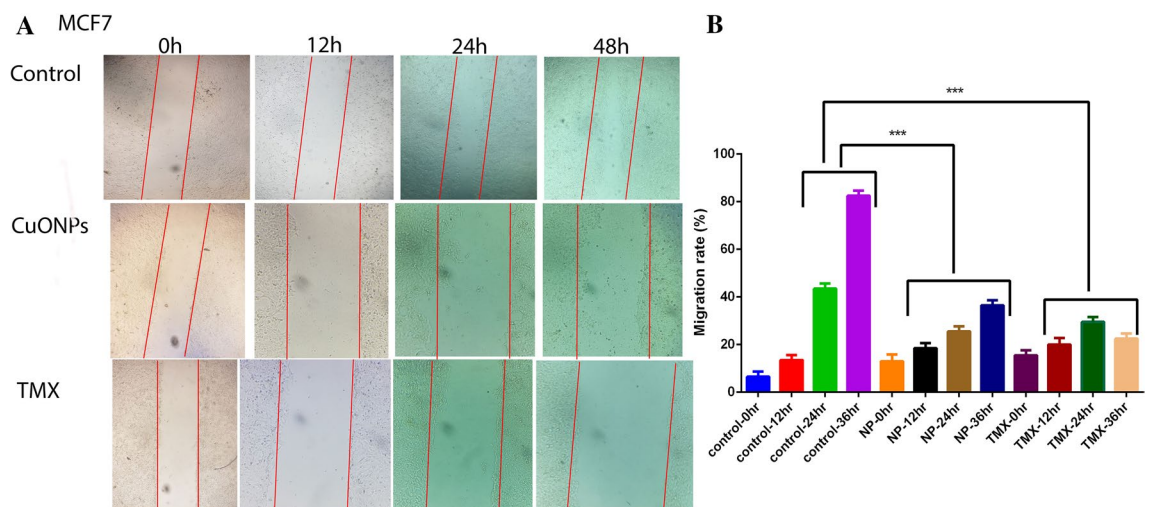 A MCF7
0h 12h 24h 48h
Control
CuONPs
TMX
B
***
***
100
80
60
40
20
0
Migration rate (%)
control-0hr
control-12hr
control-24hr
control-36hr
NP-0hr
NP-12hr
NP-24hr
NP-36hr
TMX-0hr
TMX-12hr
TMX-24hr
TMX-36hr